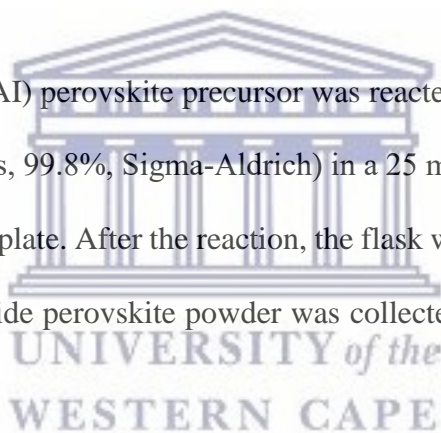 AI) perovskite precursor was reacte
s, 99.8%, Sigma-Aldrich) in a 25 m
plate. After the reaction, the flask w
ide perovskite powder was collecte
UNIVERSITY of the
WESTERN CAPE